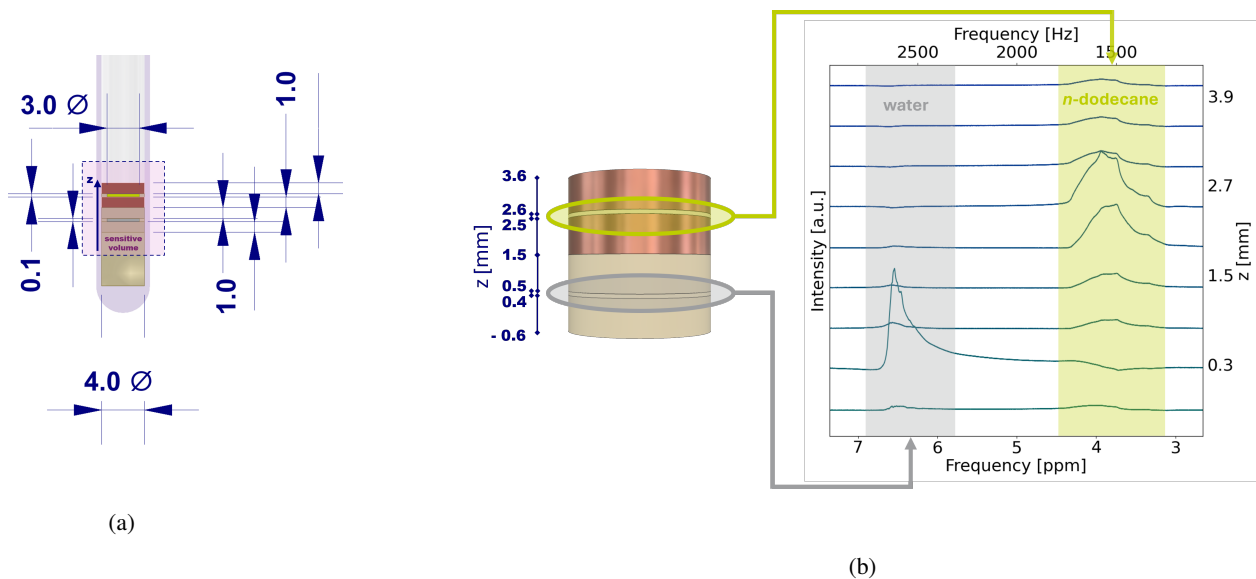 3.0 ∅
1.0
z
sensitive
volume
0.1
1.0
4.0 ∅
(a)
z [mm]
3.6
2.6
2.5
1.5
0.5
0.4
- 0.6
Frequency [Hz]
2500 2000 1500
water
n-dodecane
Intensity [a.u.]
3.9
2.7
1.5
0.3
z [mm]
7 6 5 4 3
Frequency [ppm]
(b)